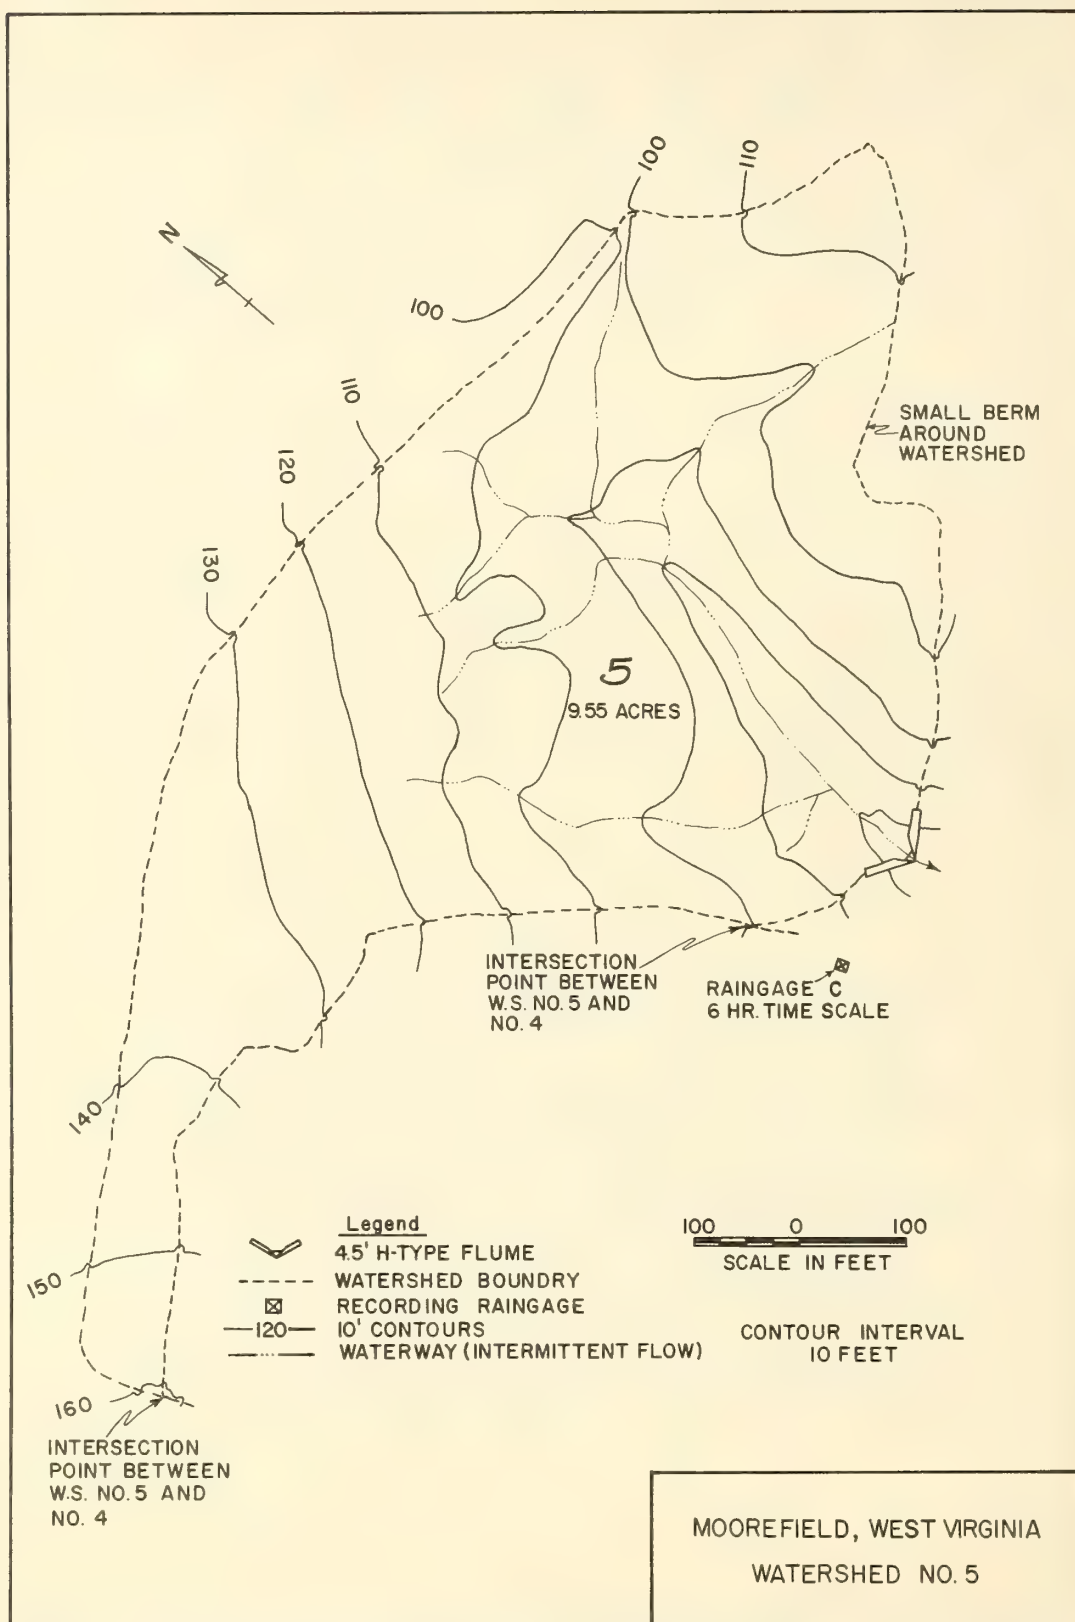 100
110
N
100
110
120
130
SMALL BERM
AROUND
WATERSHED
5
9.55 ACRES
INTERSECTION
POINT BETWEEN
W.S. NO. 5 AND
NO. 4
RAINGAGE C
6 HR. TIME SCALE
140
150
160
INTERSECTION
POINT BETWEEN
W.S. NO. 5 AND
NO. 4
Legend
4.5' H-TYPE FLUME
WATERSHED BOUNDRY
RECORDING RAINGAGE
120 10' CONTOURS
WATERWAY (INTERMITTENT FLOW)
100 0 100
SCALE IN FEET
CONTOUR INTERVAL
10 FEET
MOOREFIELD, WEST VIRGINIA
WATERSHED NO. 5